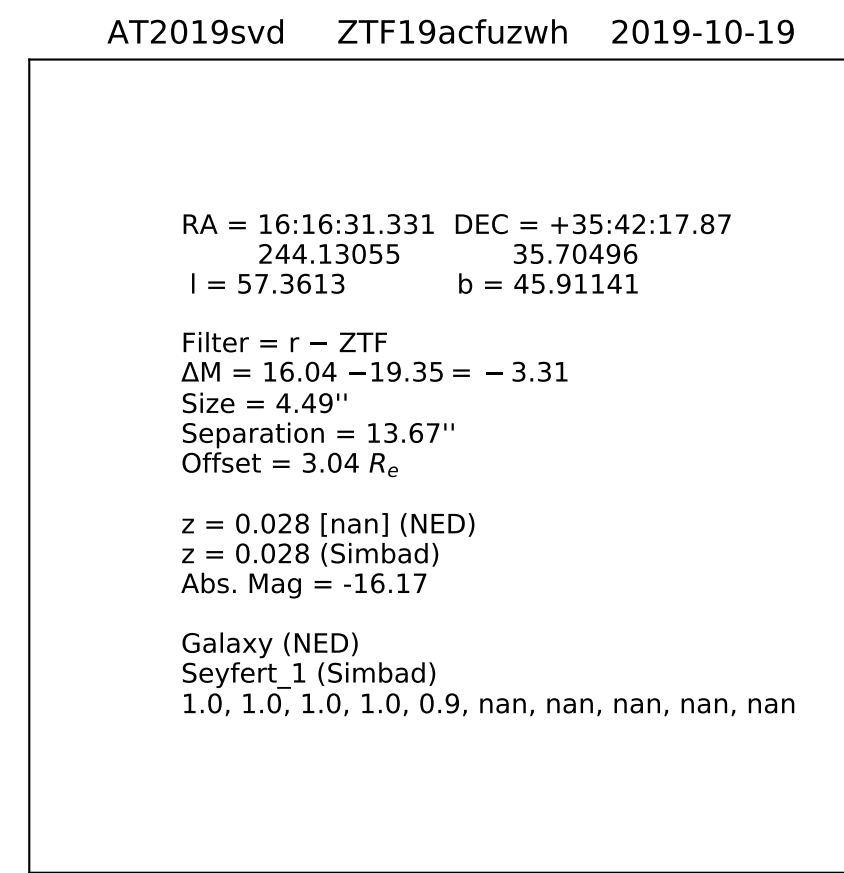 AT2019svd ZTF19acfuzwh 2019-10-19
RA = 16:16:31.331 DEC = +35:42:17.87
244.13055 35.70496
l = 57.3613 b = 45.91141
Filter = r − ZTF
ΔM = 16.04 −19.35 = − 3.31
Size = 4.49''
Separation = 13.67''
Offset = 3.04 Re
z = 0.028 [nan] (NED)
z = 0.028 (Simbad)
Abs. Mag = -16.17
Galaxy (NED)
Seyfert_1 (Simbad)
1.0, 1.0, 1.0, 1.0, 0.9, nan, nan, nan, nan, nan